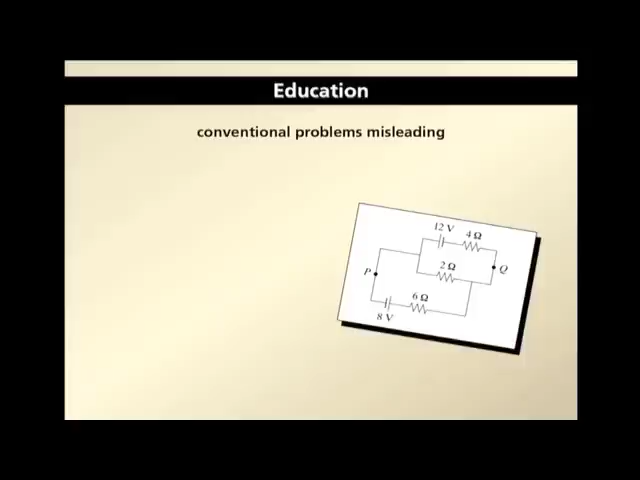 Education
conventional problems misleading
12 V 4 Ω
2 Ω
P Q
6 Ω
8 V